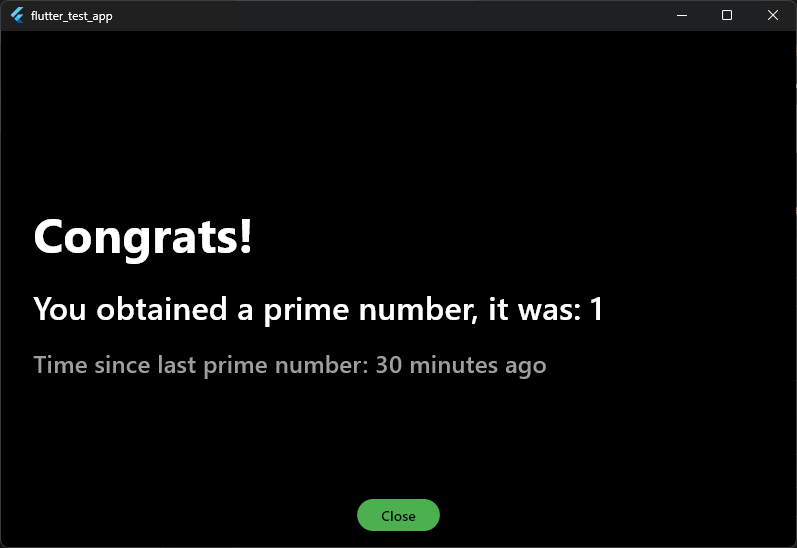 flutter_test_app
Congrats!
You obtained a prime number, it was: 1
Time since last prime number: 30 minutes ago
Close